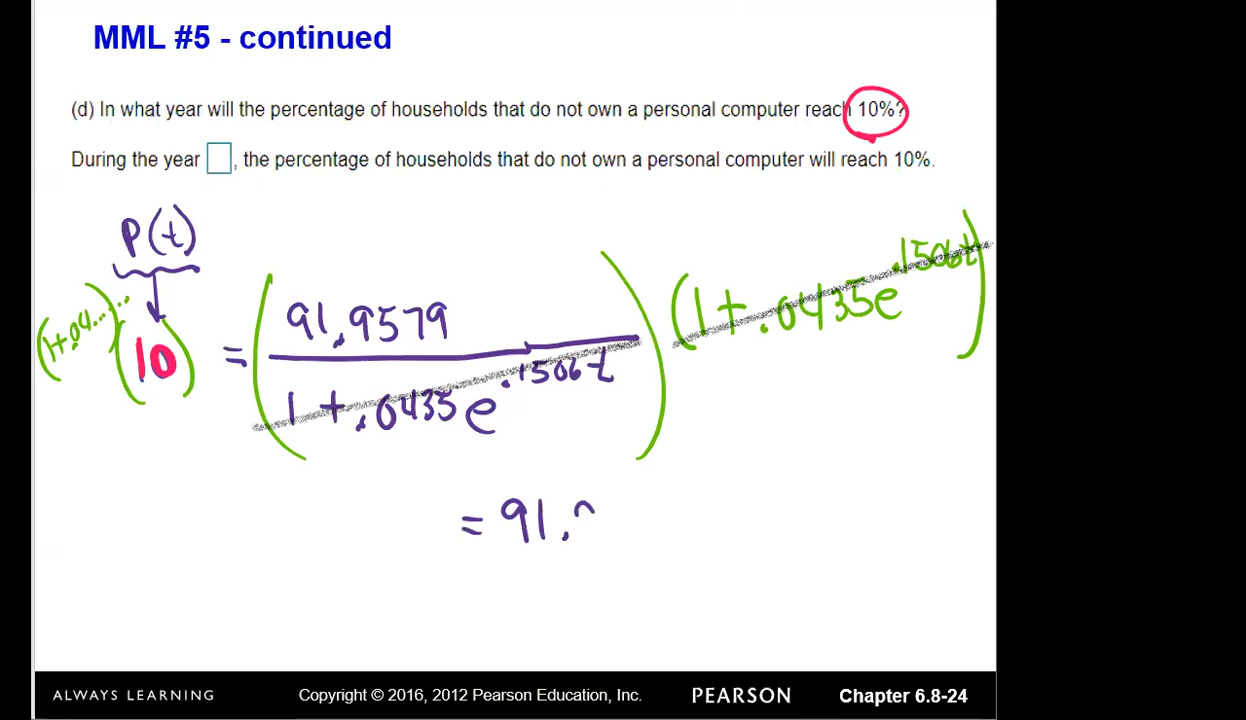 MML #5 - continued
(d) In what year will the percentage of households that do not own a personal computer reach 10%?
During the year , the percentage of households that do not own a personal computer will reach 10%.
P(t)
(1+.04...) (10) = (91.9579 / 1+.0435e^.1506t) (1+.0435e^.1506t)
= 91.
ALWAYS LEARNING Copyright © 2016, 2012 Pearson Education, Inc. PEARSON Chapter 6.8-24